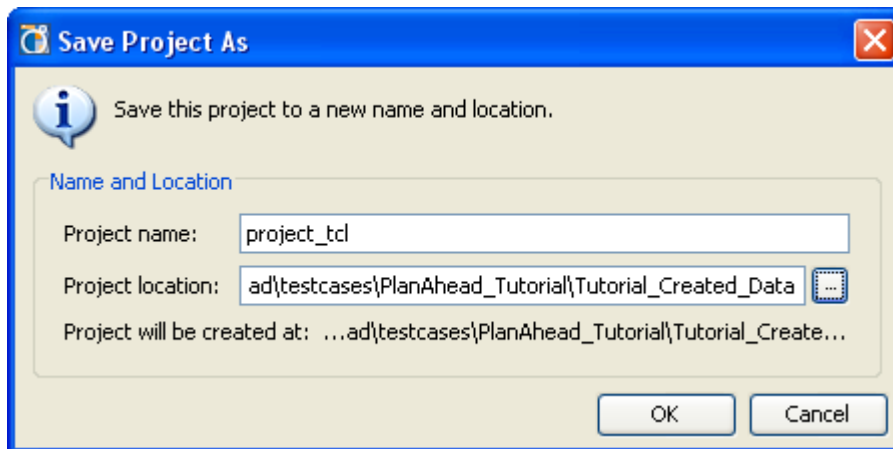 Save Project As
Save this project to a new name and location.
Name and Location
Project name: project_tcl
Project location: ad\testcases\PlanAhead_Tutorial\Tutorial_Created_Data ...
Project will be created at: ...ad\testcases\PlanAhead_Tutorial\Tutorial_Create...
OK Cancel